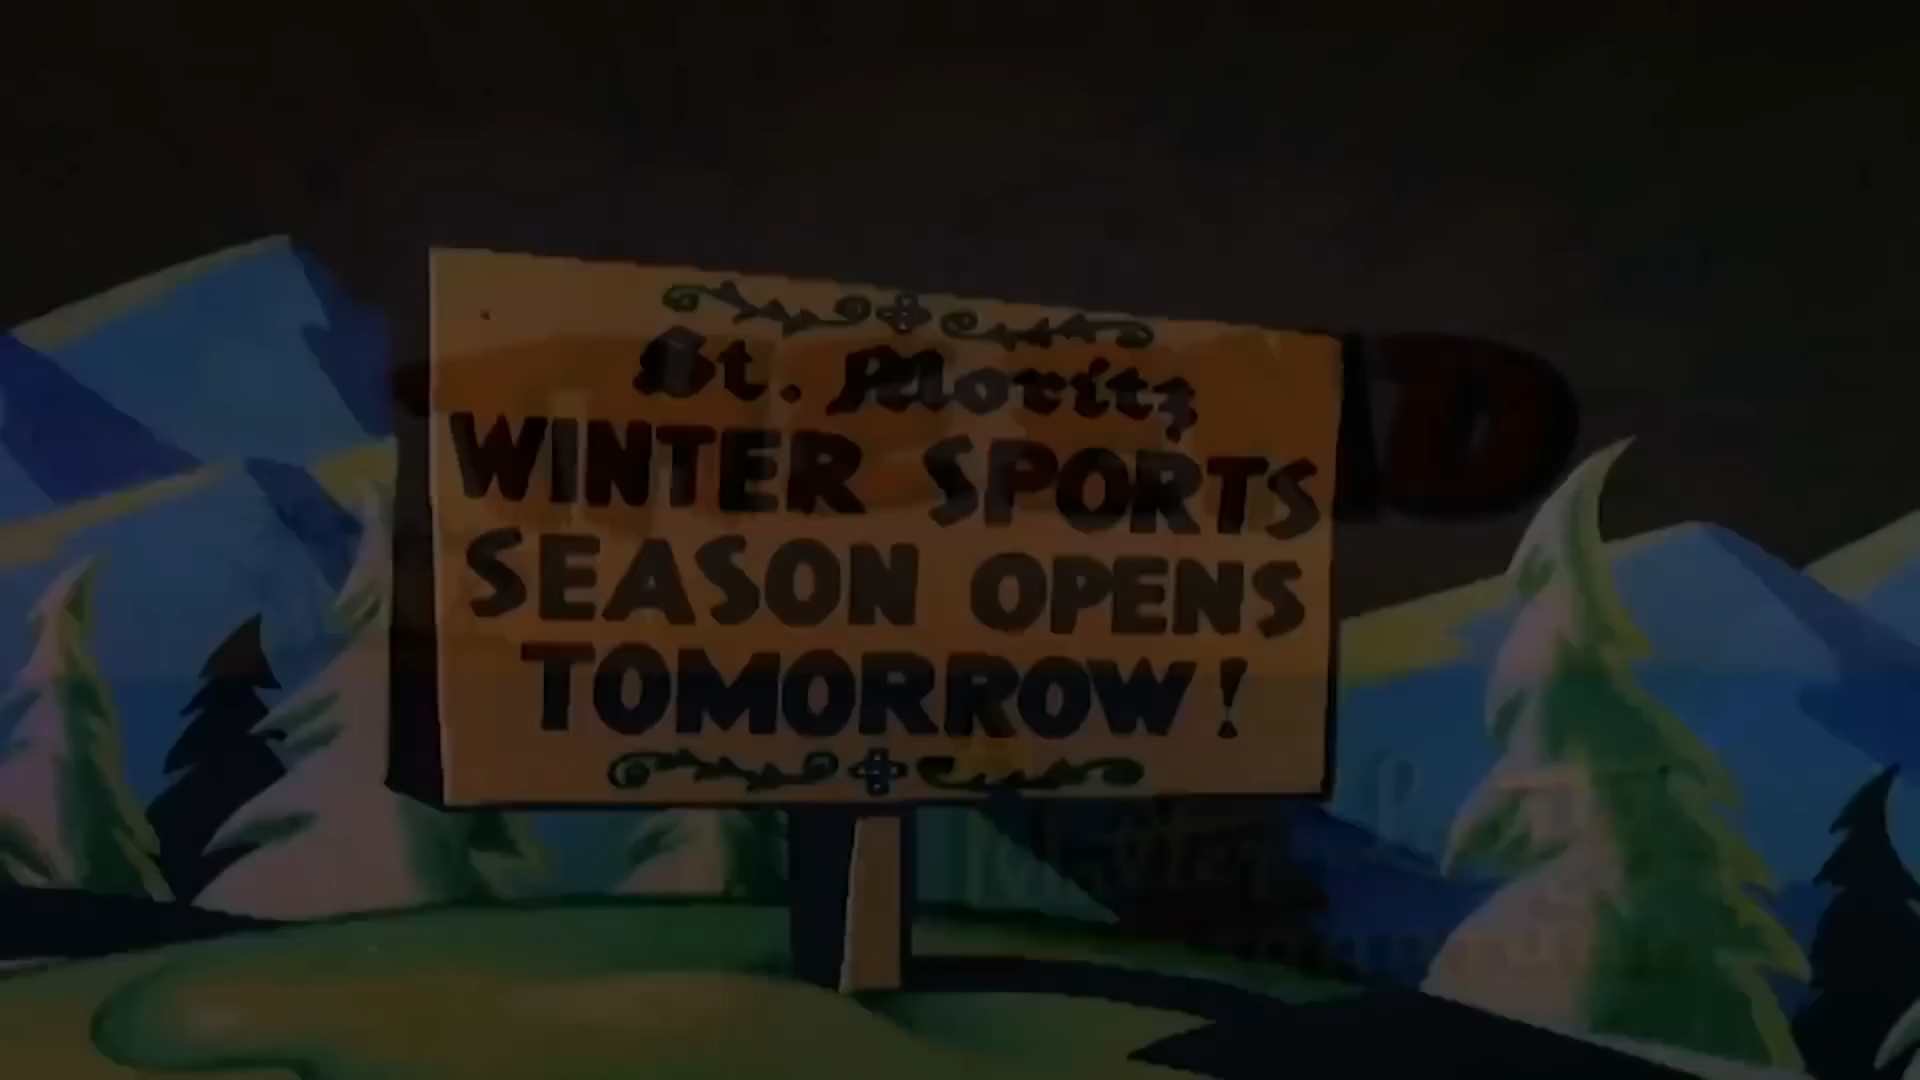 St. Moritz
WINTER SPORTS
SEASON OPENS
TOMORROW!